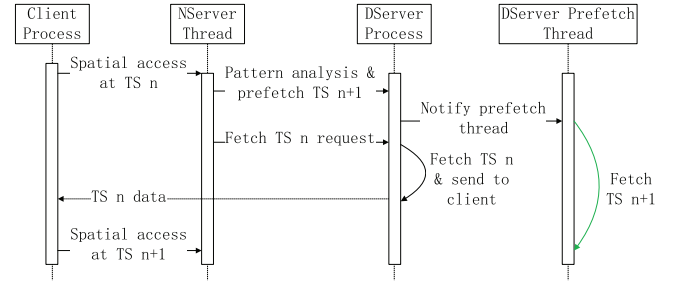 Client
Process
NServer
Thread
DServer
Process
DServer Prefetch
Thread
Spatial access
at TS n
Pattern analysis &
prefetch TS n+1
Notify prefetch
thread
Fetch TS n request
Fetch TS n
& send to
client
Fetch
TS n+1
TS n data
Spatial access
at TS n+1